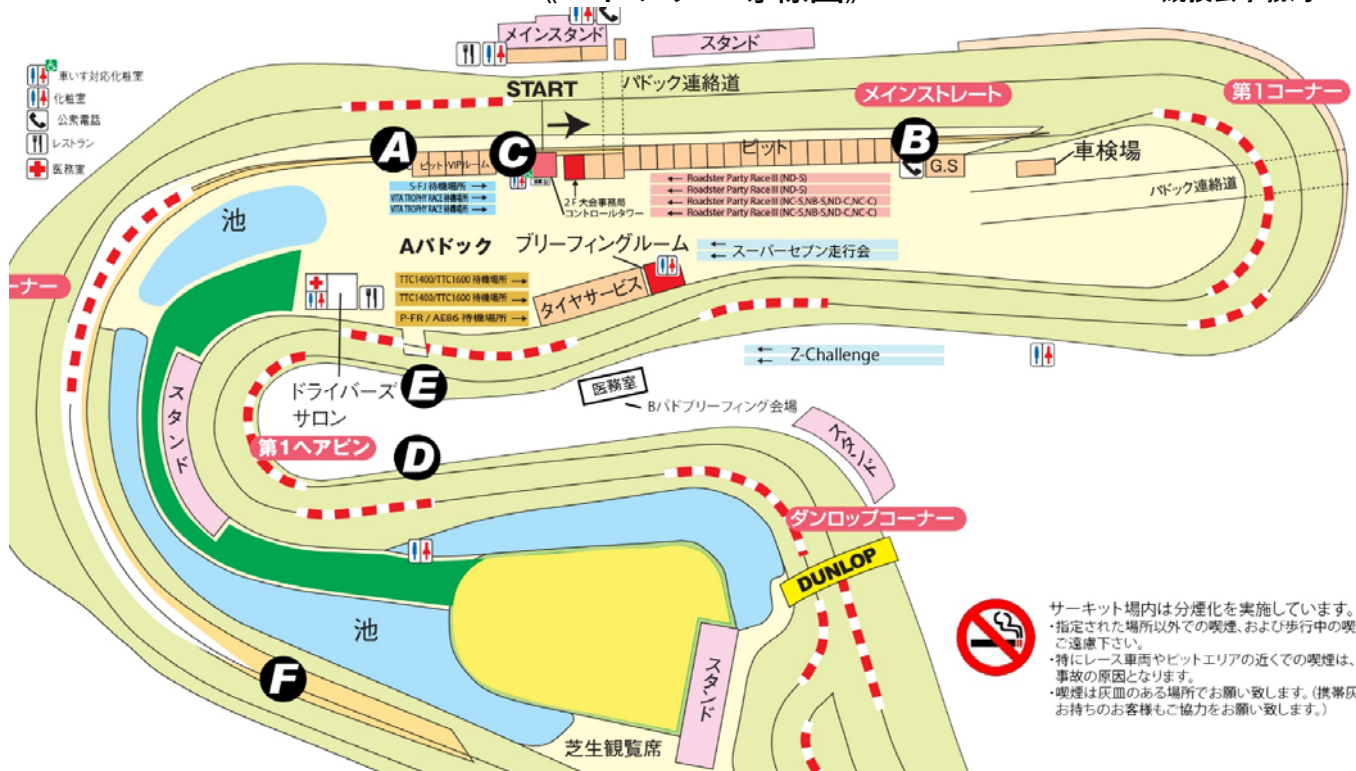 メインスタンド
スタンド
車いす対応化粧室
化粧室
公衆電話
レストラン
医務室
START
パドック連絡道
メインストレート
第1コーナー
A
C
B
ピット・VIPルーム
ピット
G.S
車検場
パドック連絡道
S-FJ 待機場所 →
VITA TROPHY RACE 待機場所 →
VITA TROPHY RACE 待機場所 →
2F大会事務局
コントロールタワー
← Roadster Party RaceⅢ (ND-S)
← Roadster Party RaceⅢ (ND-S)
← Roadster Party RaceⅢ (NC-S,NB-S,ND-C,NC-C)
← Roadster Party RaceⅢ (NC-S,NB-S,ND-C,NC-C)
池
Aパドック
ブリーフィングルーム
← スーパーセブン走行会
ーナー
TTC1400/TTC1600 待機場所 →
TTC1400/TTC1600 待機場所 →
P-FR / AE86 待機場所 →
タイヤサービス
← Z-Challenge
スタンド
ドライバーズ
サロン
E
医務室
Bパドブリーフィング会場
第1ヘアピン
D
スタンド
ダンロップコーナー
DUNLOP
池
F
スタンド
芝生観覧席
サーキット場内は分煙化を実施しています。
・指定された場所以外での喫煙、および歩行中の喫
ご遠慮下さい。
・特にレース車両やピットエリアの近くでの喫煙は、
事故の原因となります。
・喫煙は灰皿のある場所でお願い致します。(携帯灰
お持ちのお客様もご協力をお願い致します。)